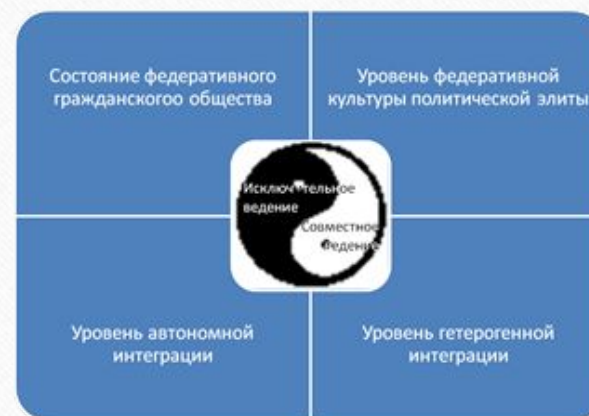 Состояние федеративного
гражданскогоо общества
Уровень федеративной
культуры политической элиты
Исключительное
ведение
Совместное
ведение
Уровень автономной
интеграции
Уровень гетерогенной
интеграции